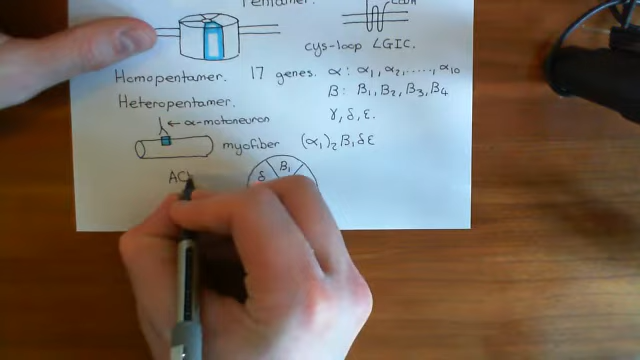 Pentamer.
cys-loop LGIC.
Homopentamer. 17 genes. α: α₁, α₂, ....., α₁₀
Heteropentamer. β: β₁, β₂, β₃, β₄
γ, δ, ε.
← α-motoneuron
myofiber (α₁)₂ β₁ δ ε
AC
δ β₁